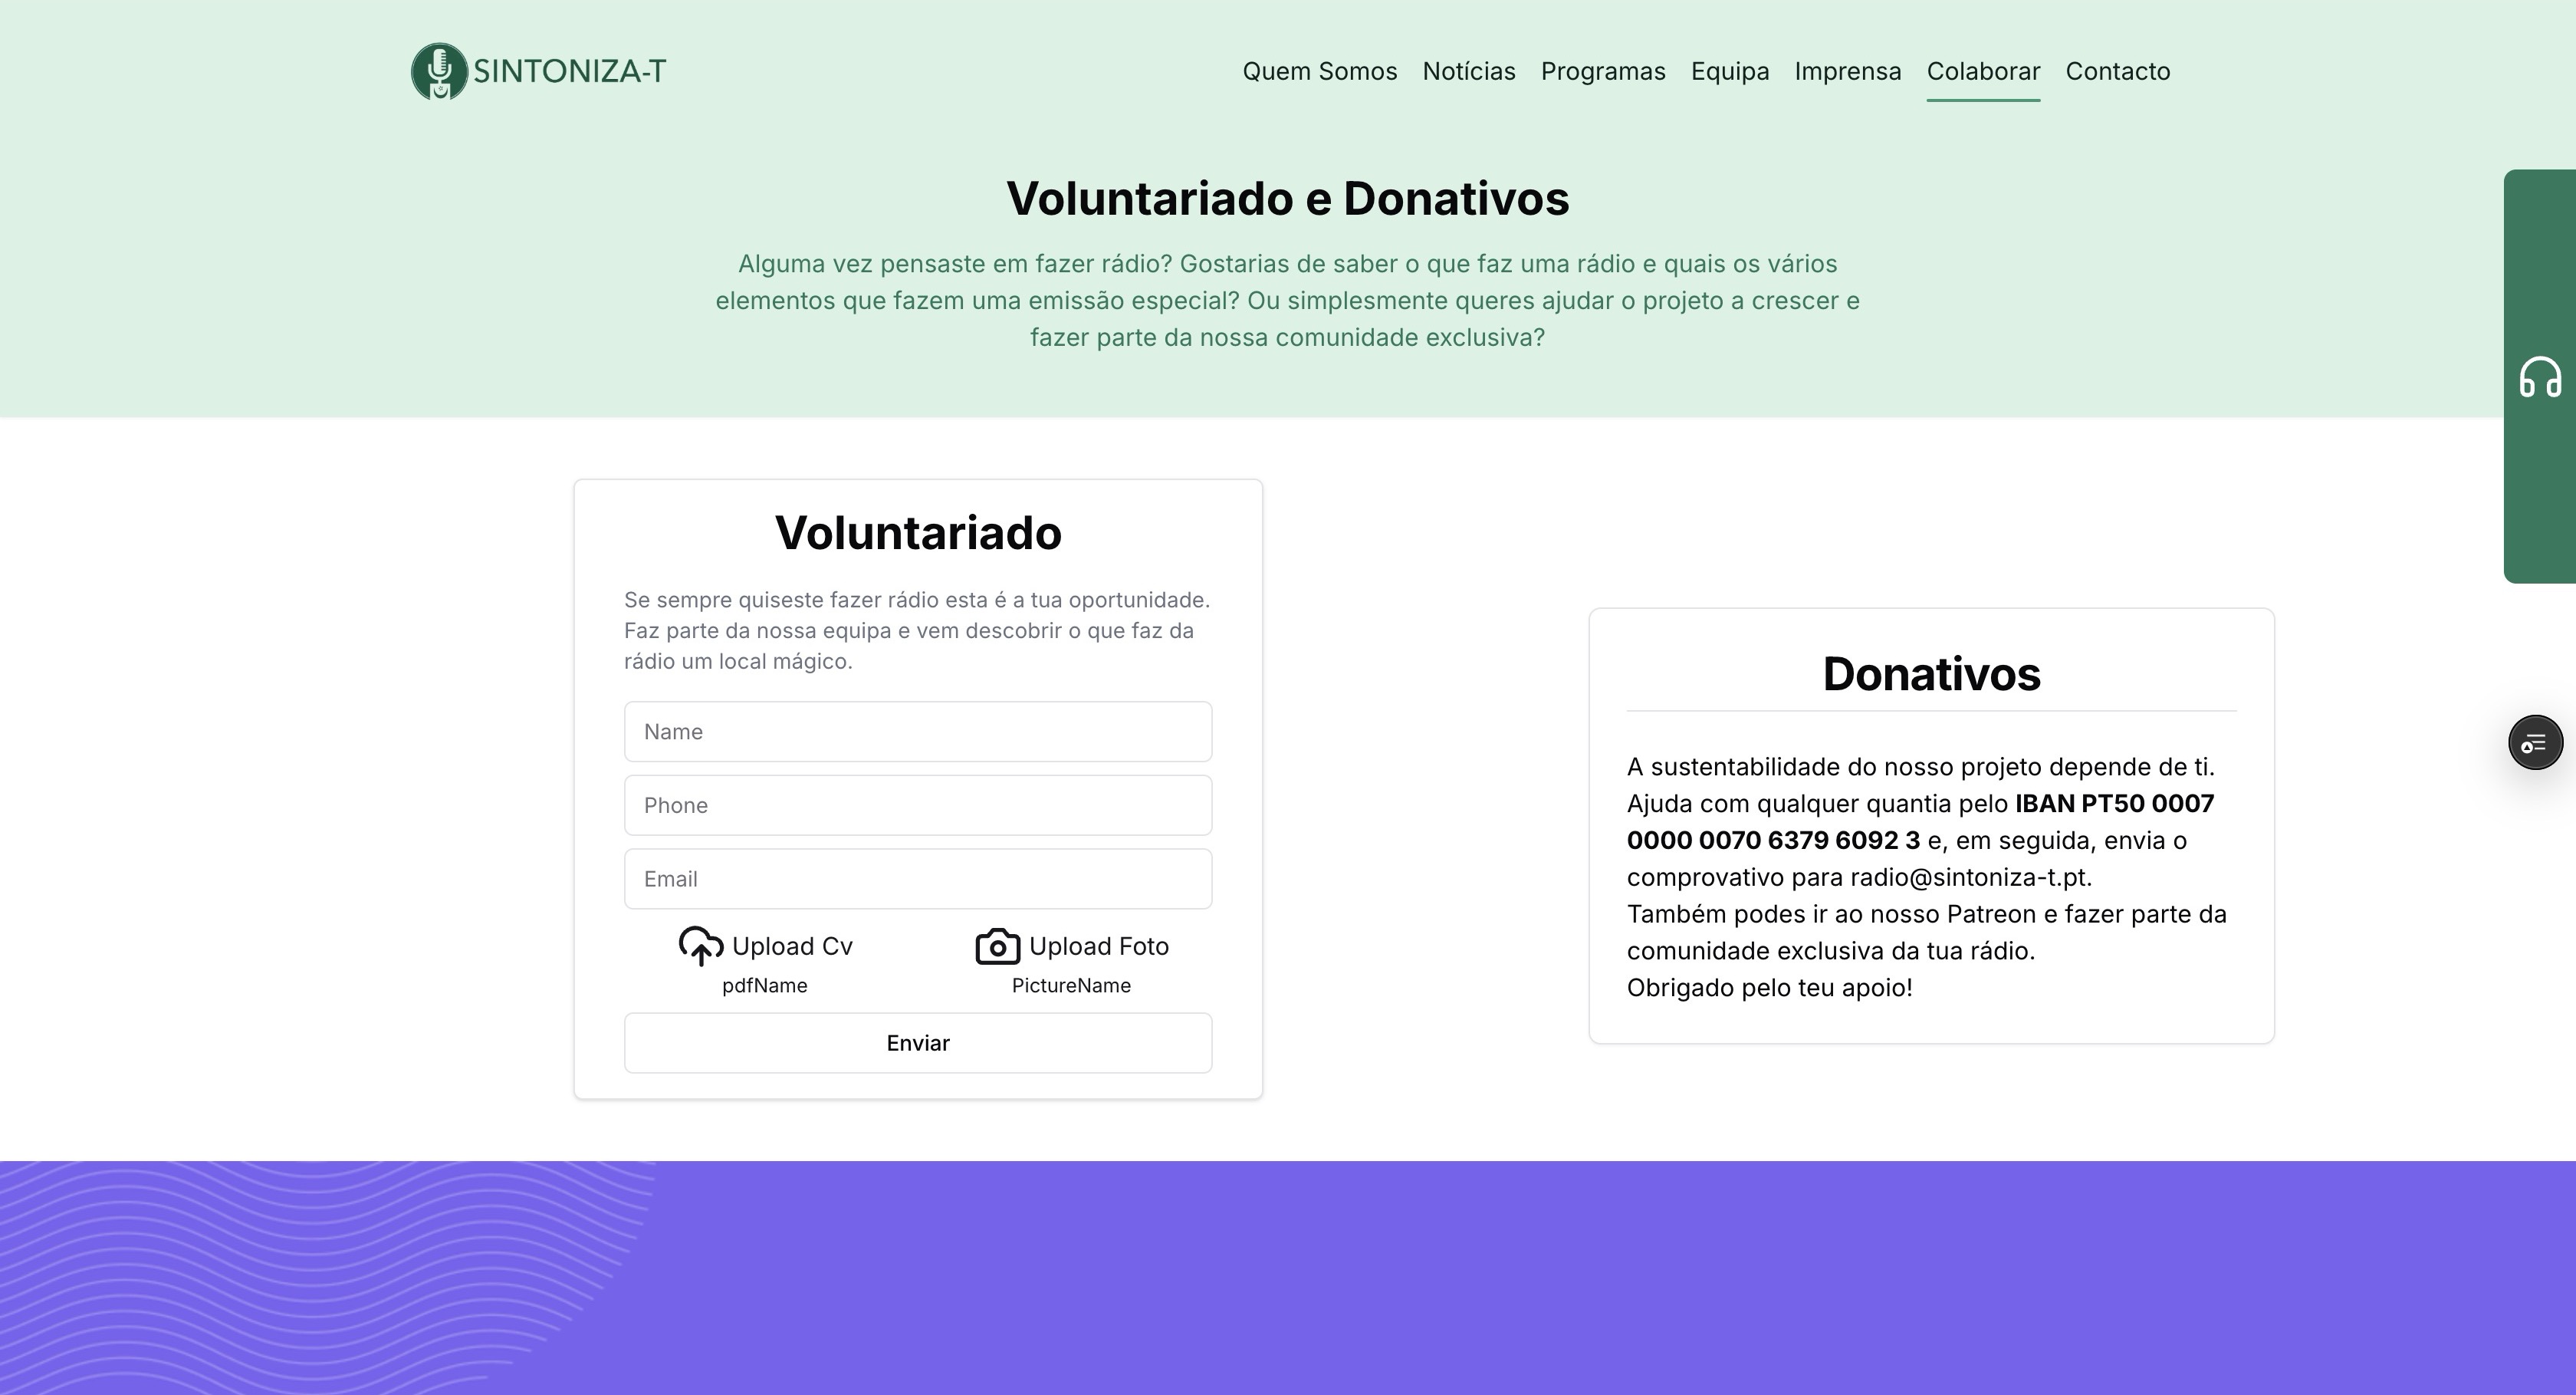 SINTONIZA-T
Quem Somos Notícias Programas Equipa Imprensa Colaborar Contacto
Voluntariado e Donativos
Alguma vez pensaste em fazer rádio? Gostarias de saber o que faz uma rádio e quais os vários
elementos que fazem uma emissão especial? Ou simplesmente queres ajudar o projeto a crescer e
fazer parte da nossa comunidade exclusiva?
Voluntariado
Se sempre quiseste fazer rádio esta é a tua oportunidade.
Faz parte da nossa equipa e vem descobrir o que faz da
rádio um local mágico.
Name
Phone
Email
Upload Cv
pdfName
Upload Foto
PictureName
Enviar
Donativos
A sustentabilidade do nosso projeto depende de ti.
Ajuda com qualquer quantia pelo IBAN PT50 0007
0000 0070 6379 6092 3 e, em seguida, envia o
comprovativo para radio@sintoniza-t.pt.
Também podes ir ao nosso Patreon e fazer parte da
comunidade exclusiva da tua rádio.
Obrigado pelo teu apoio!